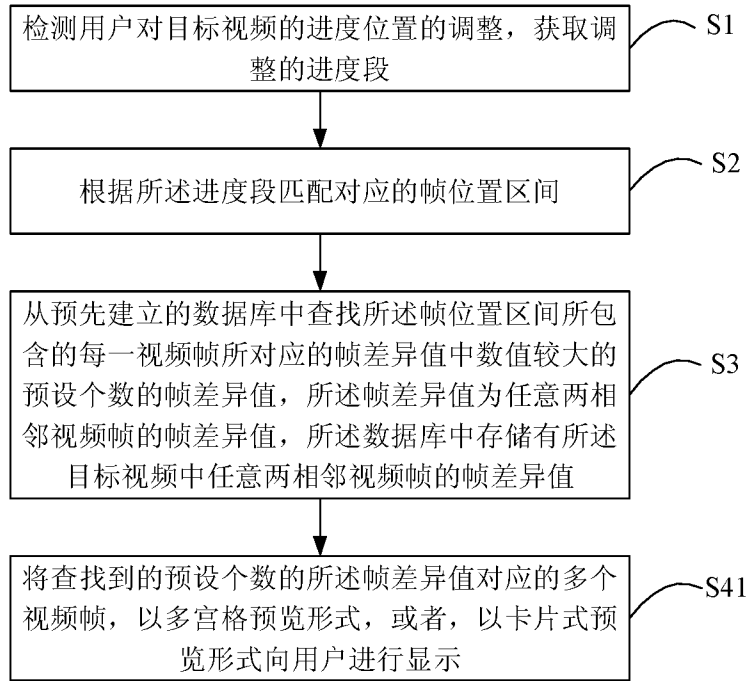 检测用户对目标视频的进度位置的调整，获取调
整的进度段
S1
根据所述进度段匹配对应的帧位置区间
S2
从预先建立的数据库中查找所述帧位置区间所包
含的每一视频帧所对应的帧差异值中数值较大的
预设个数的帧差异值，所述帧差异值为任意两相
邻视频帧的帧差异值，所述数据库中存储有所述
目标视频中任意两相邻视频帧的帧差异值
S3
将查找到的预设个数的所述帧差异值对应的多个
视频帧，以多宫格预览形式，或者，以卡片式预
览形式向用户进行显示
S41